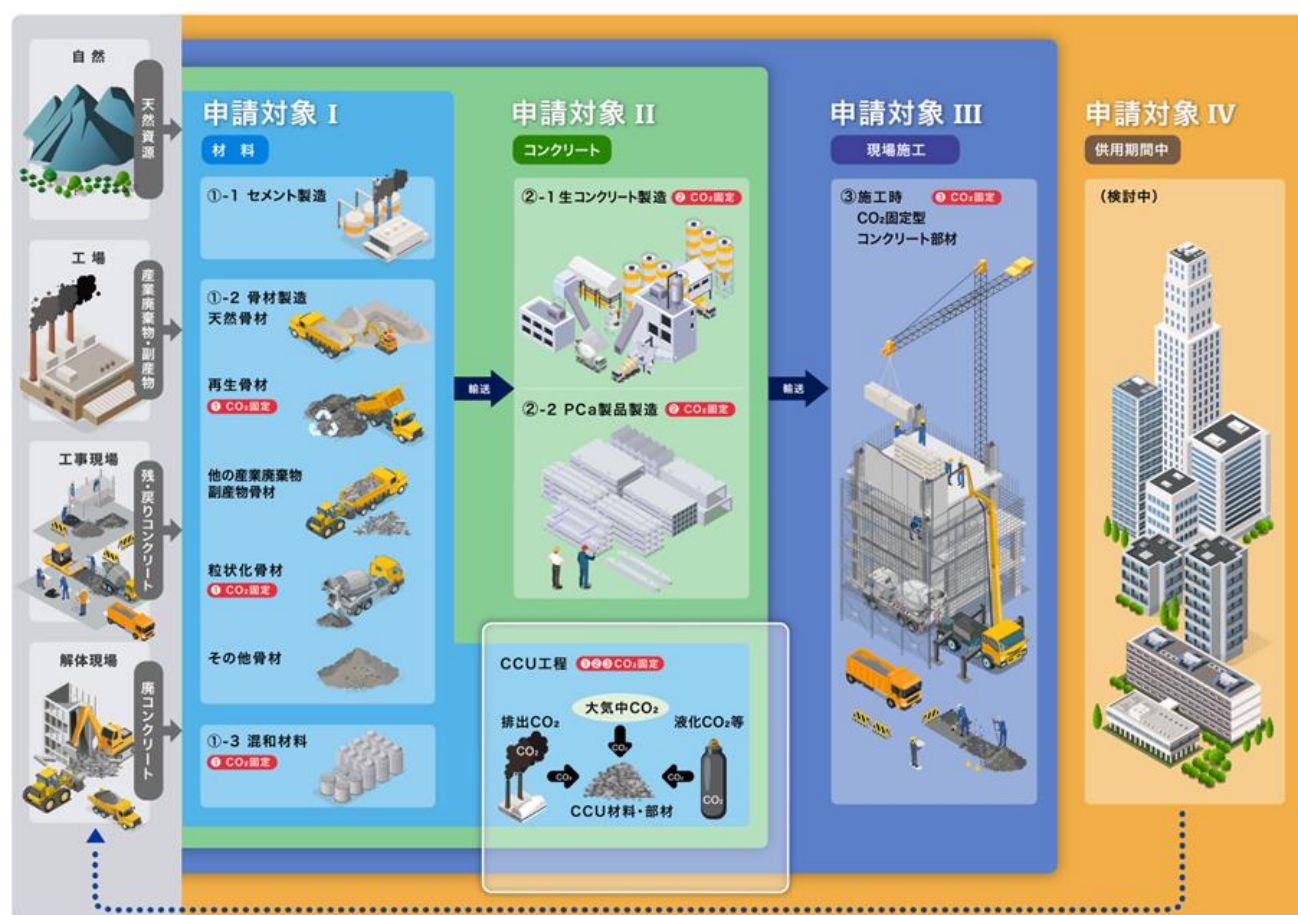 自然
天然資源
工場
産業廃棄物・副産物
工事現場
残・戻りコンクリート
解体現場
廃コンクリート
申請対象 I
材料
①-1 セメント製造
①-2 骨材製造
天然骨材
再生骨材
❶ CO₂固定
他の産業廃棄物
副産物骨材
粒状化骨材
❶ CO₂固定
その他骨材
①-3 混和材料
❶ CO₂固定
輸送
申請対象 II
コンクリート
②-1 生コンクリート製造 ❷ CO₂固定
②-2 PCa製品製造 ❷ CO₂固定
CCU工程 ❶❷❸ CO₂固定
大気中CO₂
排出CO₂
液化CO₂等
CO₂
CO₂
CO₂
CO₂
CO₂
CCU材料・部材
輸送
申請対象 III
現場施工
③施工時 ❸ CO₂固定
CO₂固定型
コンクリート部材
申請対象 IV
供用期間中
（検討中）